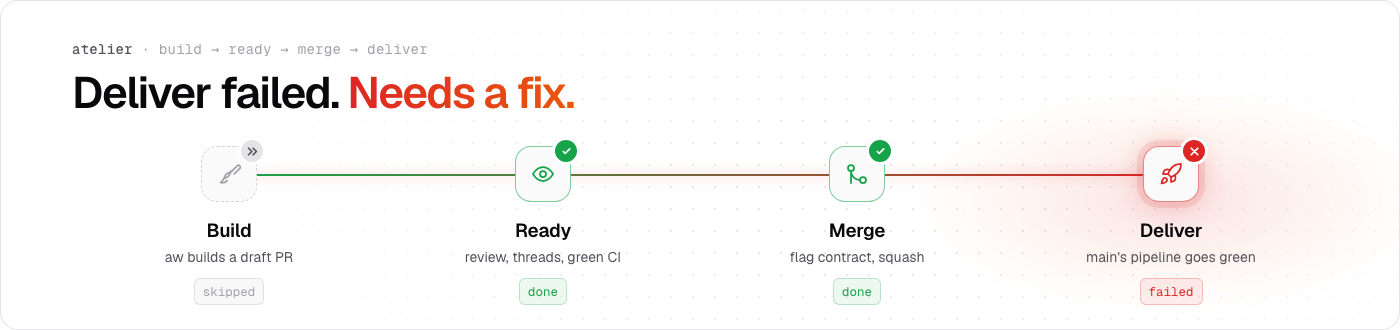 atelier · build → ready → merge → deliver
Deliver failed. Needs a fix.
Build
aw builds a draft PR
skipped
Ready
review, threads, green CI
done
Merge
flag contract, squash
done
Deliver
main's pipeline goes green
failed